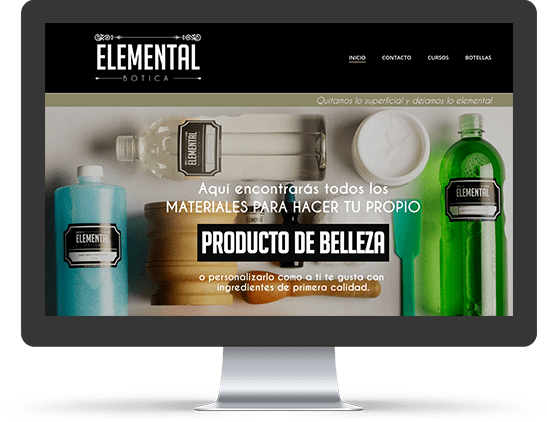 ELEMENTAL
BOTICA
INICIO CONTACTO CURSOS BOTELLAS
Quitamos lo superficial y dejamos lo elemental
ELEMENTAL
ELEMENTAL
ELEMENTAL
Aquí encontrarás todos los
MATERIALES PARA HACER TU PROPIO
PRODUCTO DE BELLEZA
o personalizarlo como a ti te gusta con
ingredientes de primera calidad.